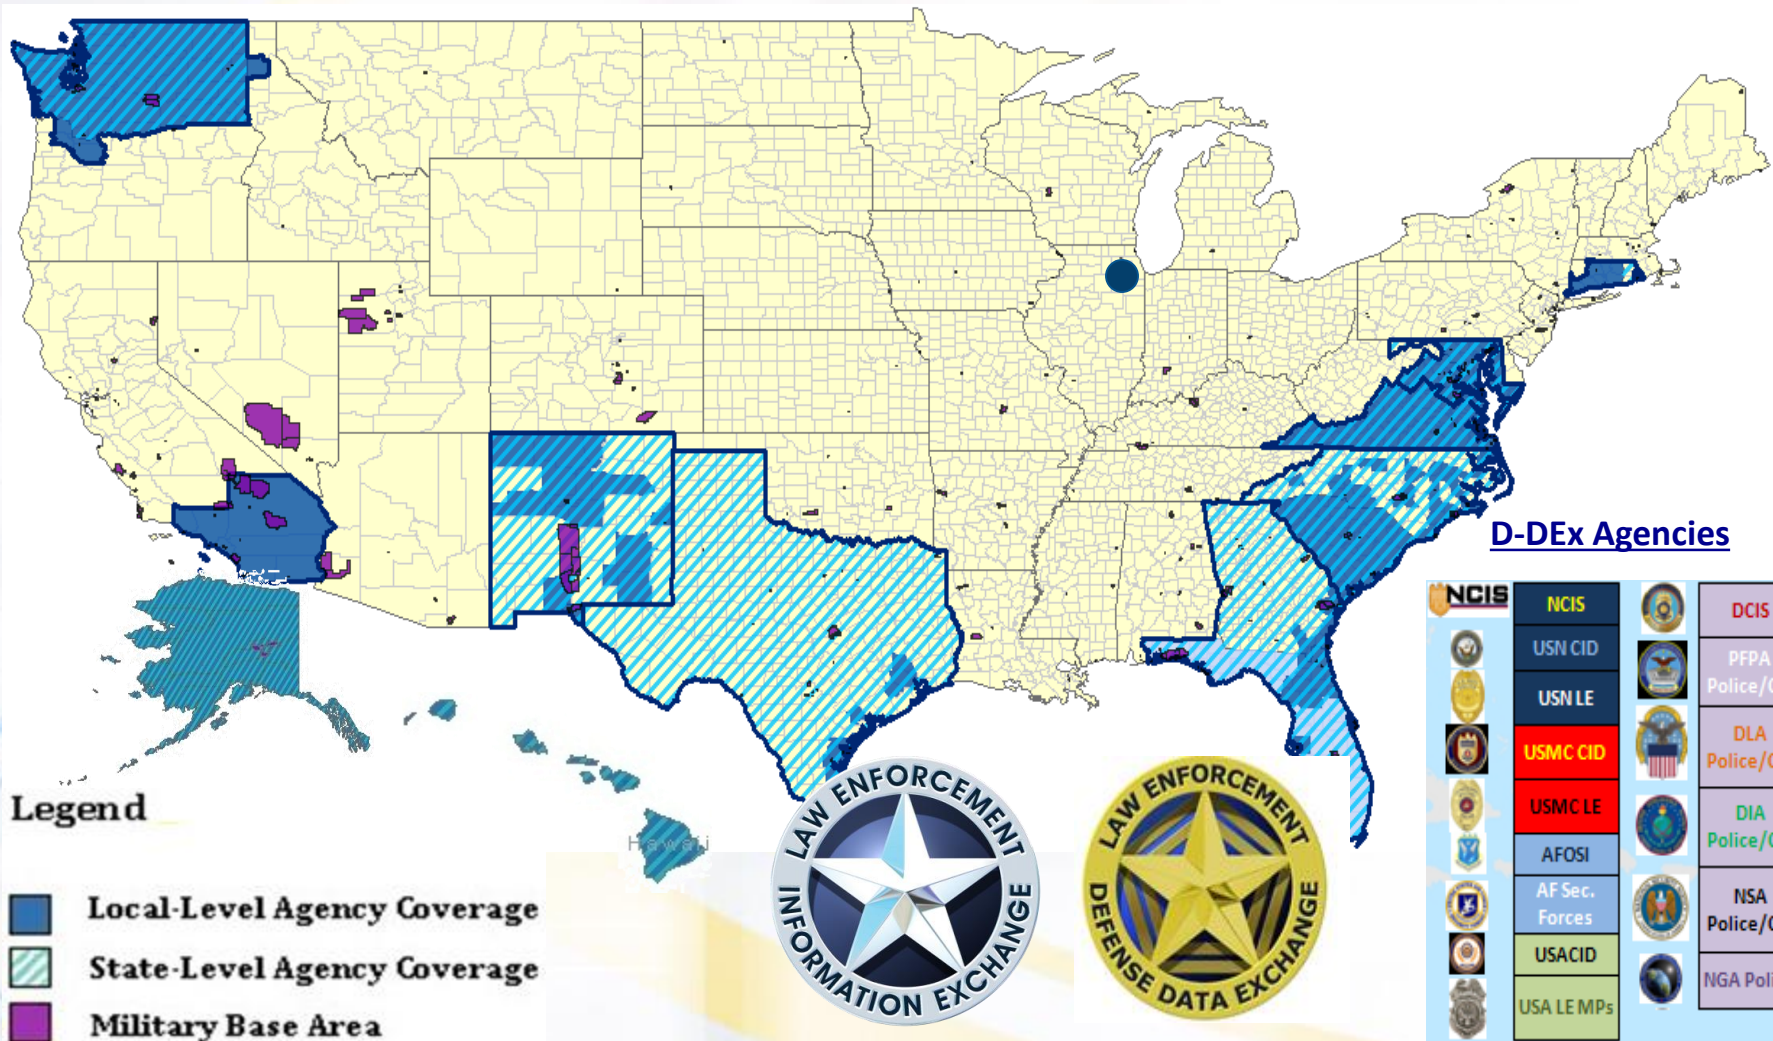 D-DEx Agencies
NCIS
NCIS
USN CID
USN LE
USMC CID
USMC LE
AFOSI
AF Sec.
Forces
USACID
USA LE MPs
DCIS
PFPA
Police/
DLA
Police/
DIA
Police/
NSA
Police/
NGA
Hawaii
Legend
Local-Level Agency Coverage
State-Level Agency Coverage
Military Base Area
LAW ENFORCEMENT
INFORMATION EXCHANGE
LAW ENFORCEMENT
DEFENSE DATA EXCHANGE